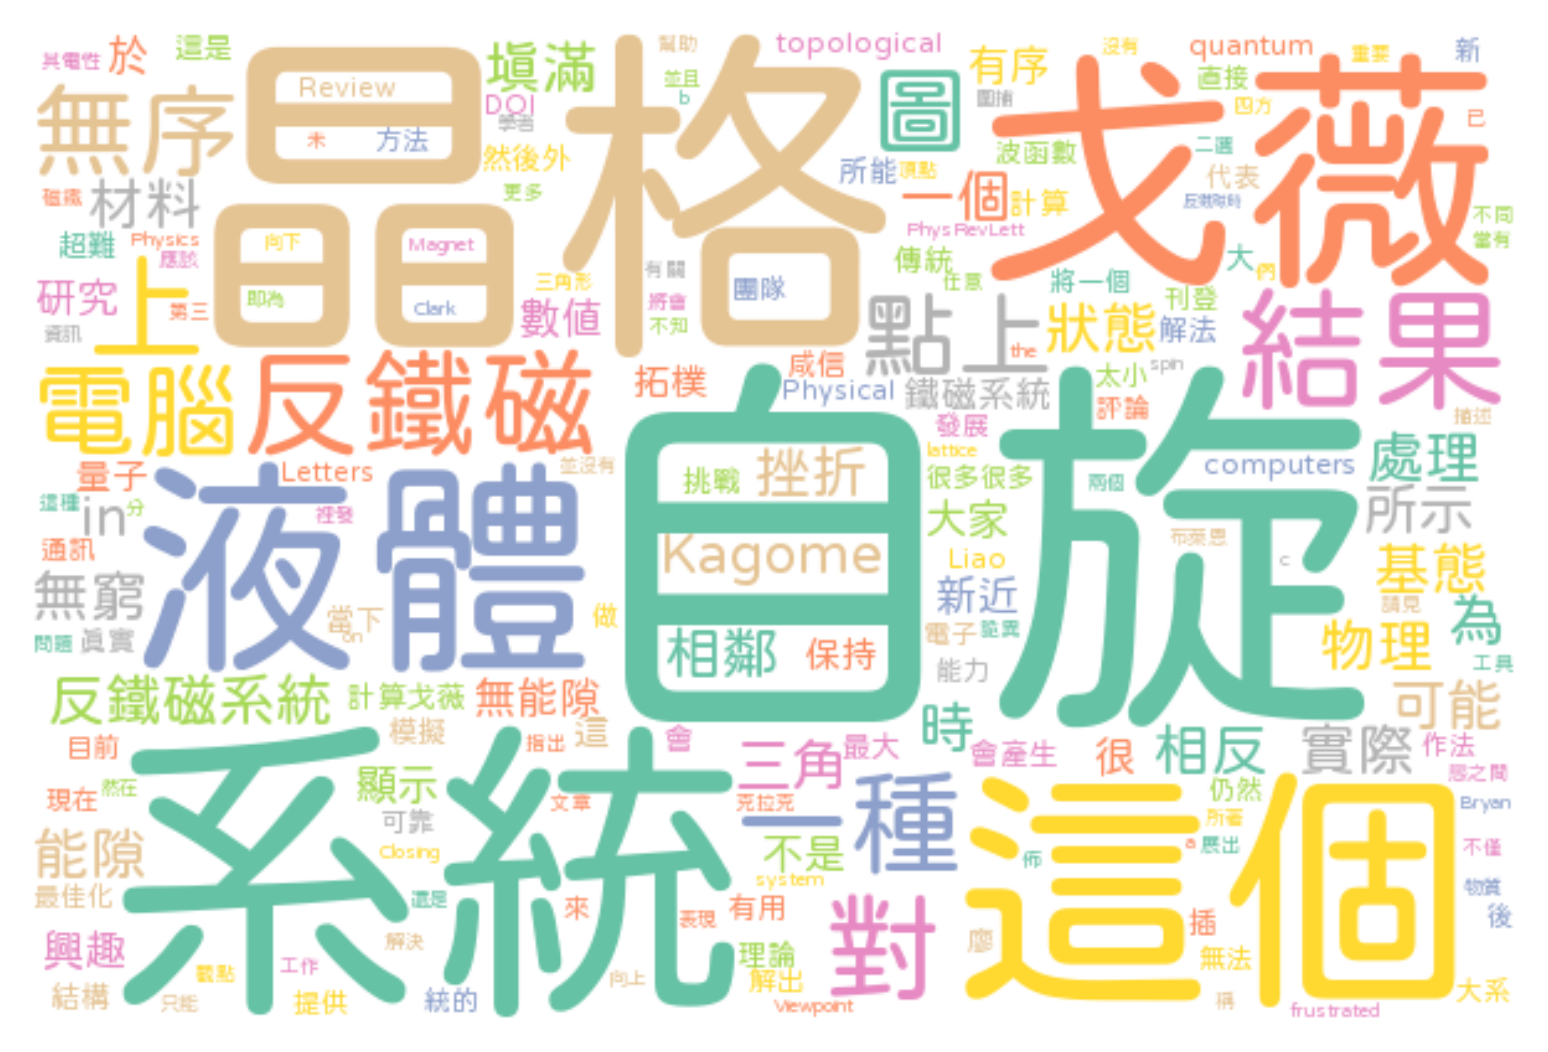 其電性
於
這是
無序
晶格
Review
未
方法
填滿
DOI
學者
然後外
更多
幫助
並且
b
topological
圖
有序
圍捕
沒有
quantum
直接
重要
四方
新
已
戈薇
波函數
二選
代表
所能
頂點
一個
計算
Phys
RevLett
不同
當有
磁鐵
材料
超難
Physics
應該
上
第三
研究
資訊
向下
即為
Magnet
Clark
三角形
數值
有關
將會
不知
團隊
傳統
任意
將一個
大
們
刊登
點上
the
狀態
解法
結果
電腦
反鐵磁
拓樸
咸信
Physical
鐵磁系統
太小
spin
評論
發展
描述
量子
Letters
並沒有
這種
in
分
裡發
通訊
無窮
問題
真實
液體
當下
on
做
自旋
挑戰
挫折
Kagome
相鄰
保持
lattice
很多很多
大家
Liao
新近
電子
詭異
能力
兩個
布萊恩
c
computers
處理
所示
基態
請見
物理
為
工具
可能
反鐵磁系統
計算戈薇
無能隙
目前
模擬
指出
這
會
時
會產生
很
相反
實際
作法
態之間
現在
然在
顯示
可靠
文章
三角
最大
克拉克
一種
仍然
所著
a
展出
Bryan
不僅
能隙
最佳化
Closing
還是
系統
不是
system
這個
佈
物質
後
興趣
觀點
工作
解決
來
表現
有用
對
理論
解出
廖
插
無法
結構
只能
提供
統的
向上
Viewpoint
稱
frustrated
大系